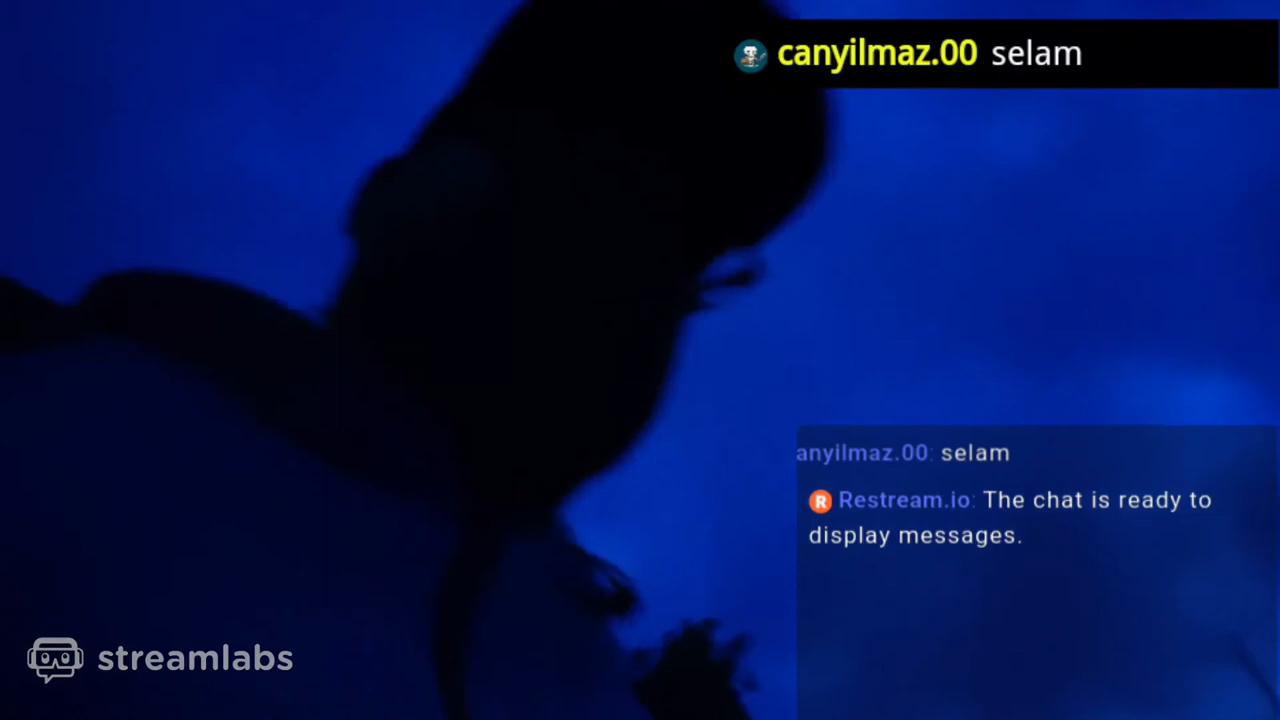 canyilmaz.00 selam
anyilmaz.00: selam
R Restream.io: The chat is ready to
display messages.
streamlabs